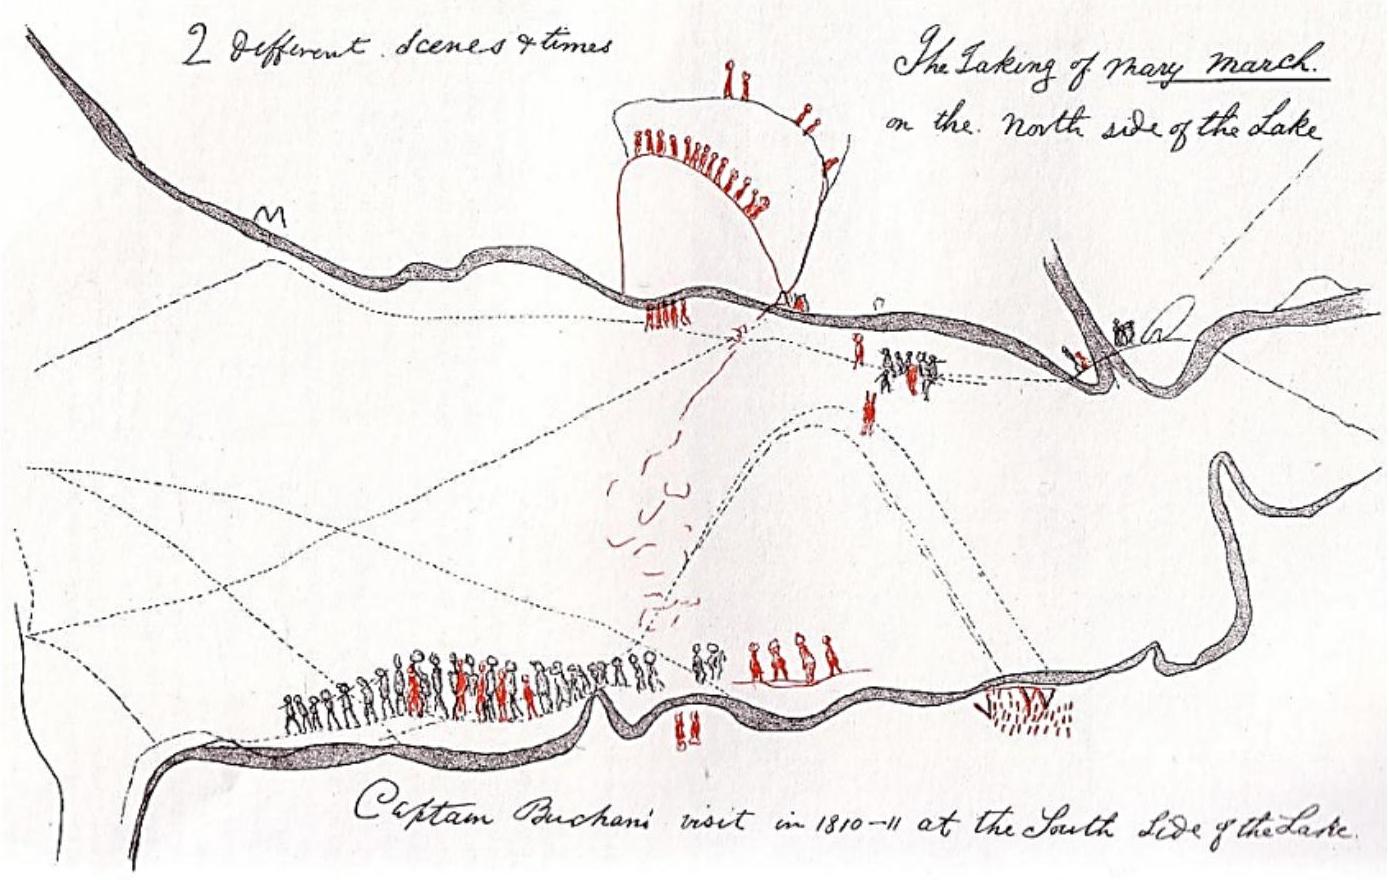 2 Different Scenes & times
The Taking of Mary March.
on the North side of the Lake
Captain Buchans visit in 1810-11 at the South Side of the Lake.